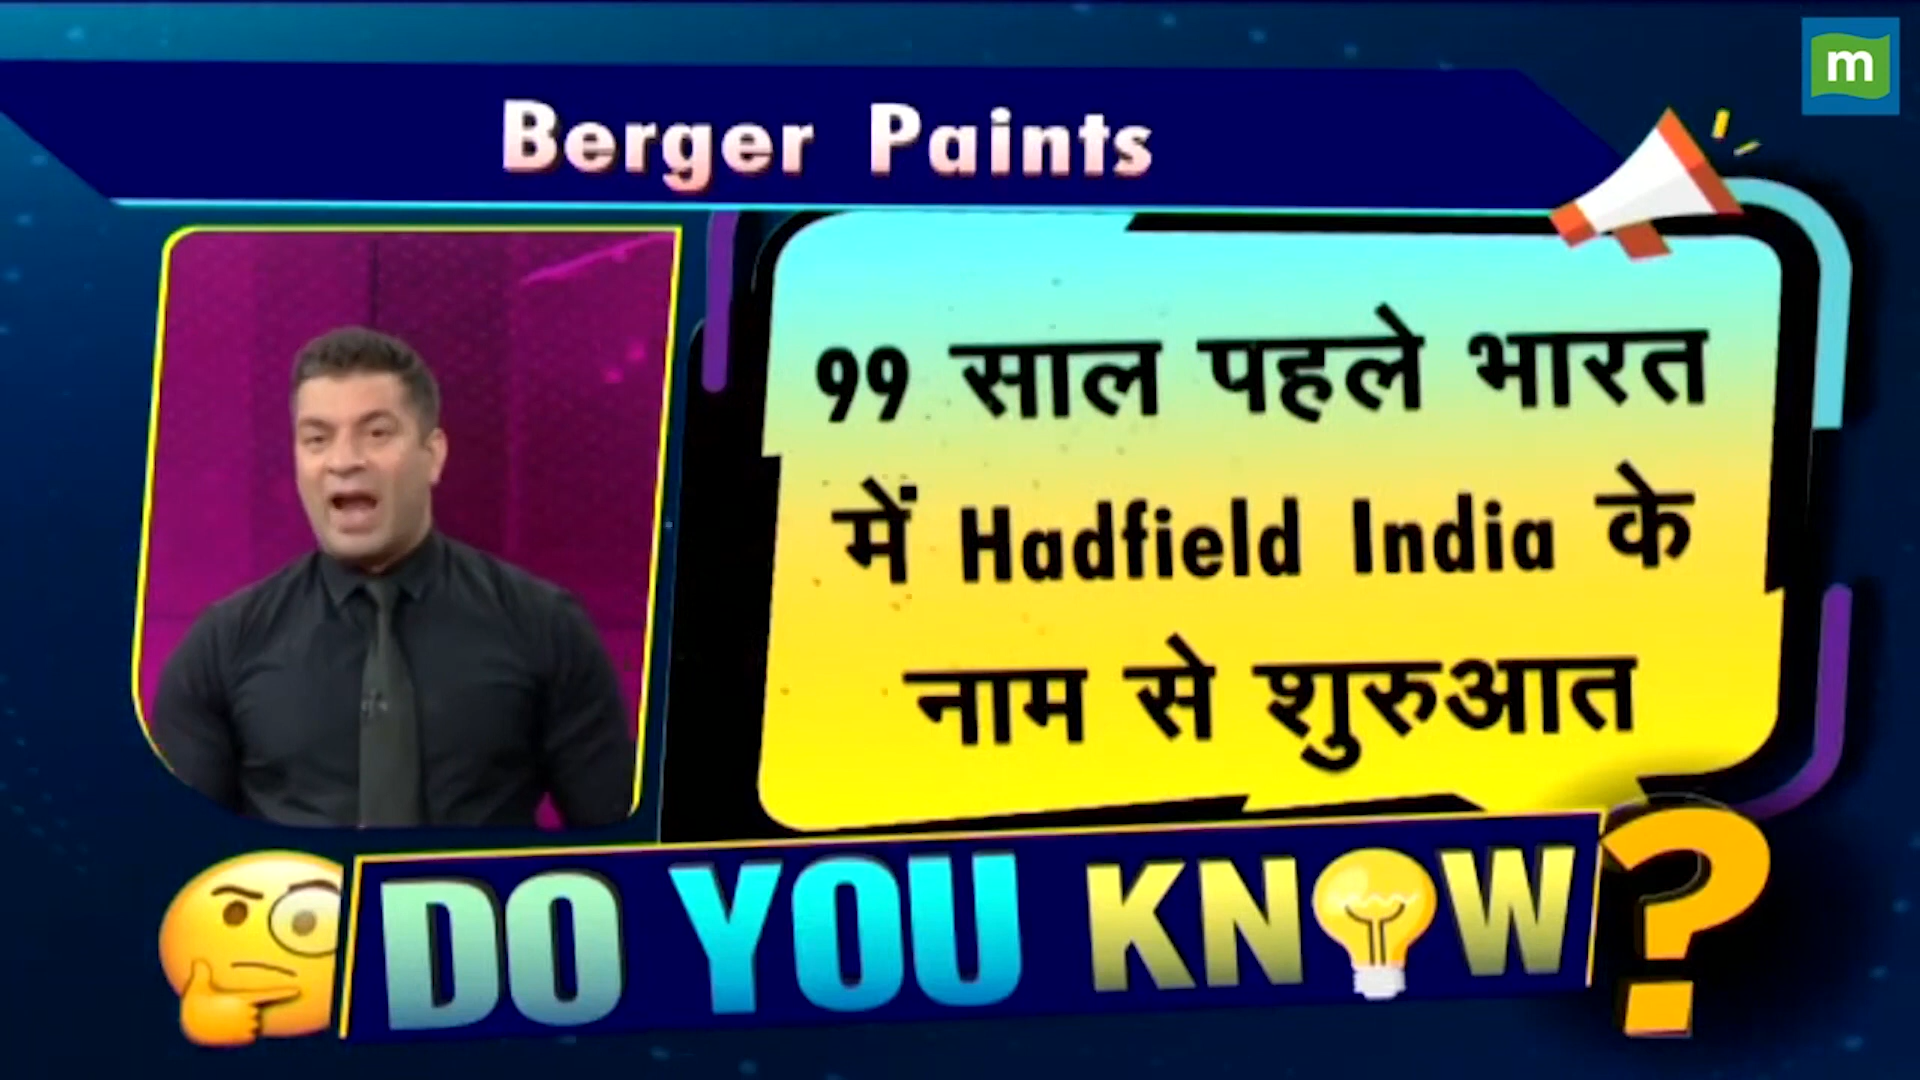 m
Berger Paints
99 साल पहले भारत
में Hadfield India के
नाम से शुरुआत
DO YOU KNOW?